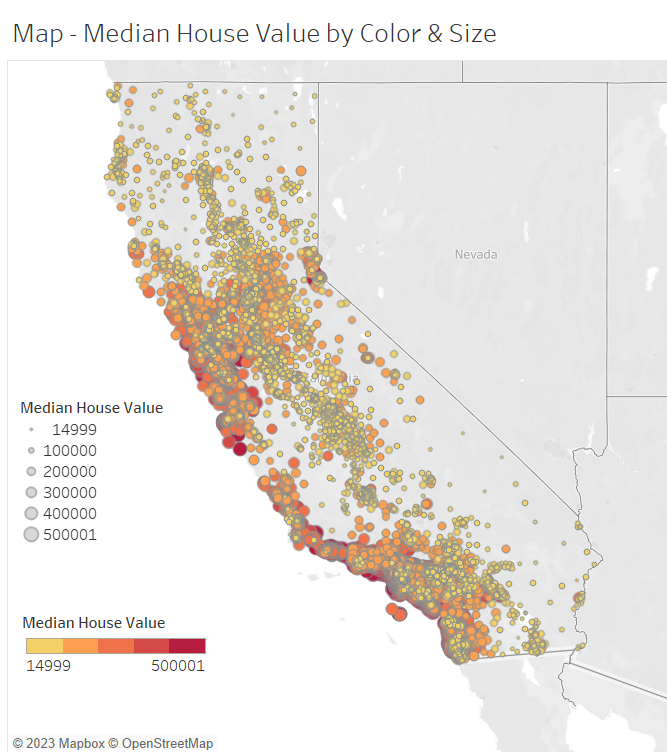 Map - Median House Value by Color & Size
Nevada
Median House Value
14999
100000
200000
300000
400000
500001
Median House Value
14999 500001
© 2023 Mapbox © OpenStreetMap